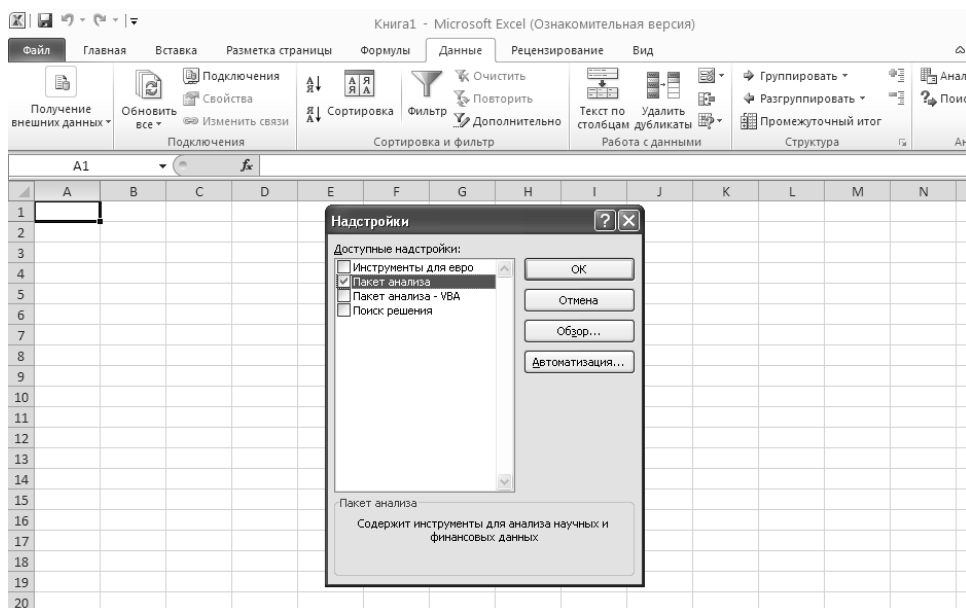 Книга1 - Microsoft Excel (Ознакомительная версия)
Файл Главная Вставка Разметка страницы Формулы Данные Рецензирование Вид
Получение внешних данных
Обновить все
Подключения
Свойства
Изменить связи
Подключения
А Я
Я А
Сортировка
Фильтр
Очистить
Повторить
Дополнительно
Сортировка и фильтр
Текст по столбцам
Удалить дубликаты
Работа с данными
Группировать
Разгруппировать
Промежуточный итог
Структура
Анал
Поис
Ан
A1 fx
A B C D E F G H I J K L M N
1
2
3
4
5
6
7
8
9
10
11
12
13
14
15
16
17
18
19
20
Надстройки
Доступные надстройки:
Инструменты для евро
Пакет анализа
Пакет анализа - VBA
Поиск решения
OK
Отмена
Обзор...
Автоматизация...
Пакет анализа
Содержит инструменты для анализа научных и
финансовых данных